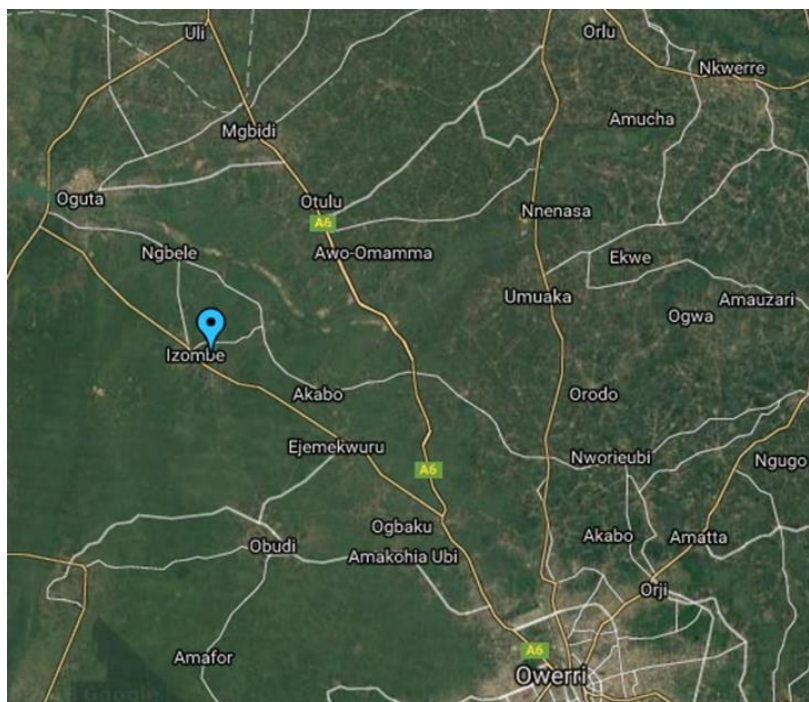 Uli
Orlu
Nkwerre
Mgbidi
Amucha
Oguta
Otulu
A6
Nnenasa
Ngbele
Awo-Omamma
Ekwe
Umuaka
Amauzari
Ogwa
Izombe
Akabo
Orodo
Ejemekwuru
A6
Nworieubi
Ngugo
Ogbaku
Akabo
Amatta
Obudi
Amakohia Ubi
Orji
Amafor
A6
Owerri
Google